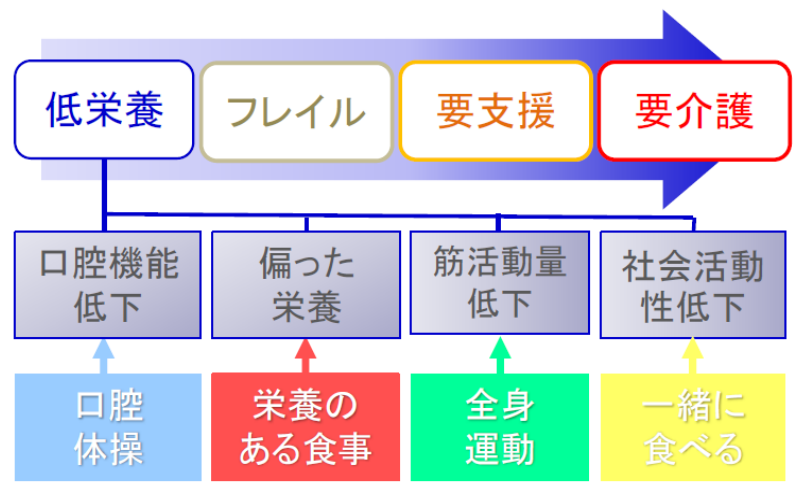 低栄養
フレイル
要支援
要介護
口腔機能
低下
偏った
栄養
筋活動量
低下
社会活動
性低下
口腔
体操
栄養の
ある食事
全身
運動
一緒に
食べる